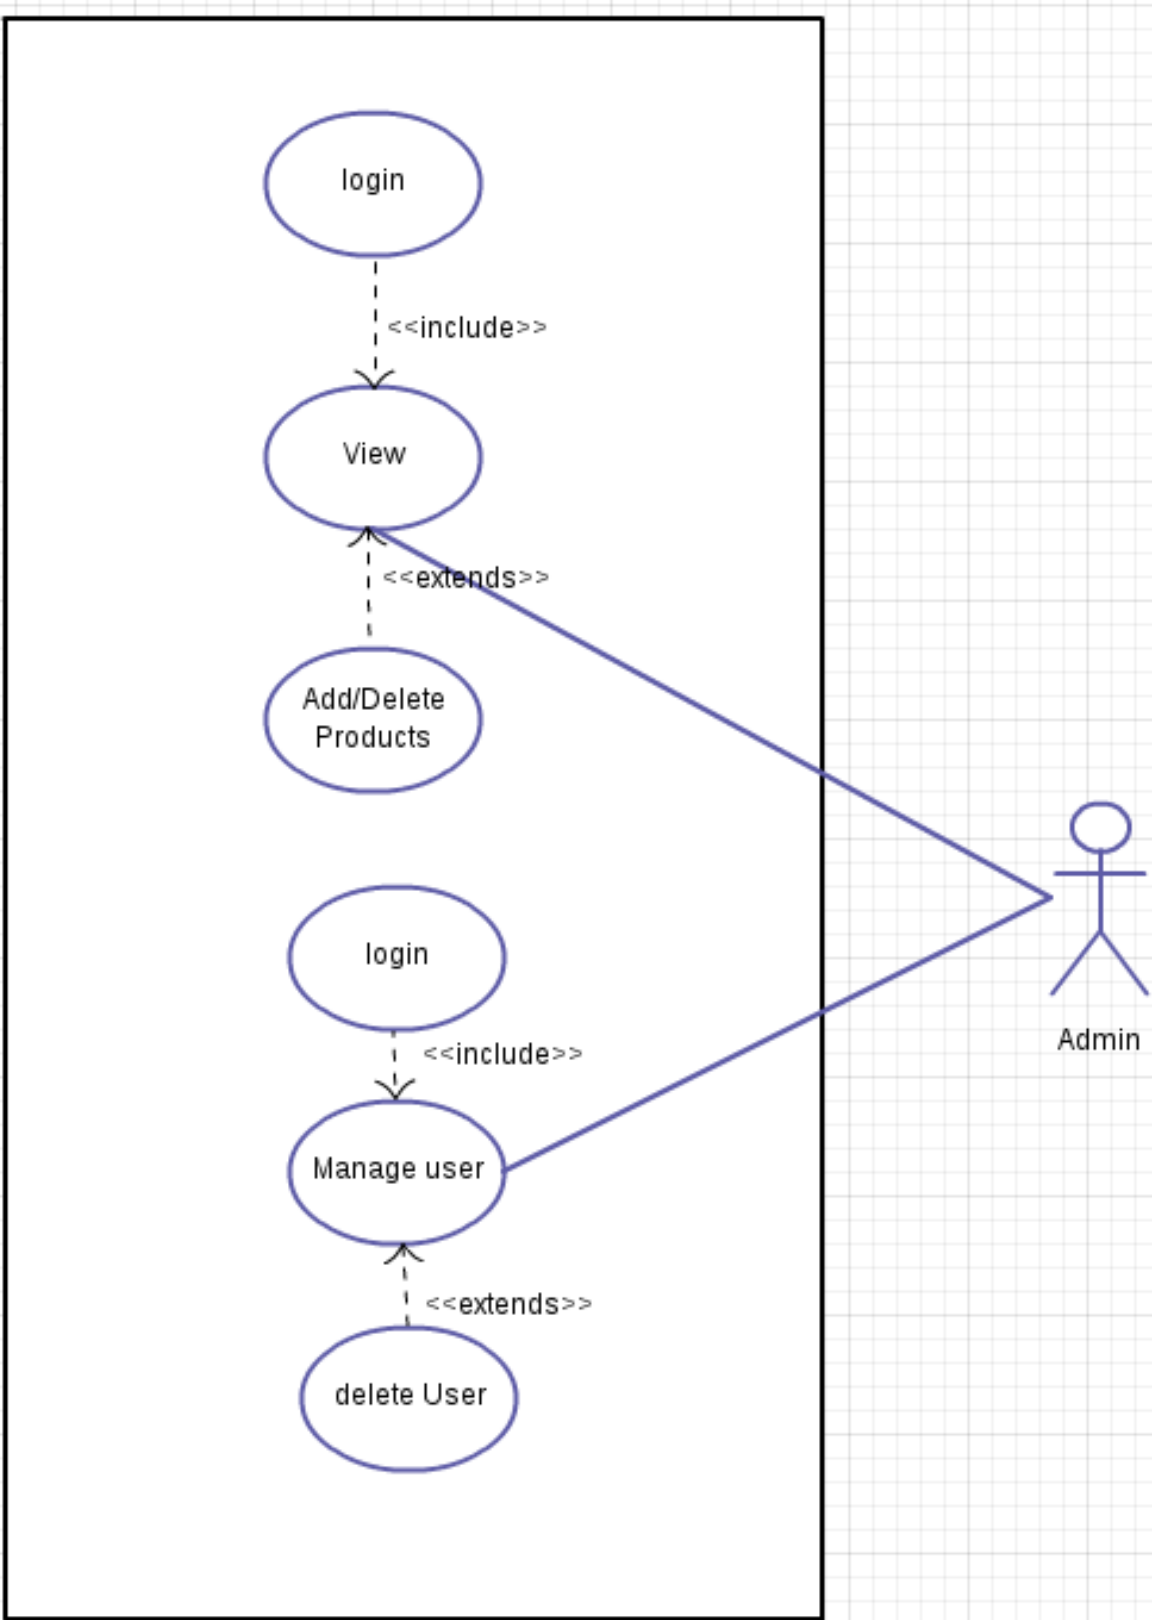 login
<<include>>
View
<<extends>>
Add/Delete
Products
login
<<include>>
Manage user
<<extends>>
delete User
Admin